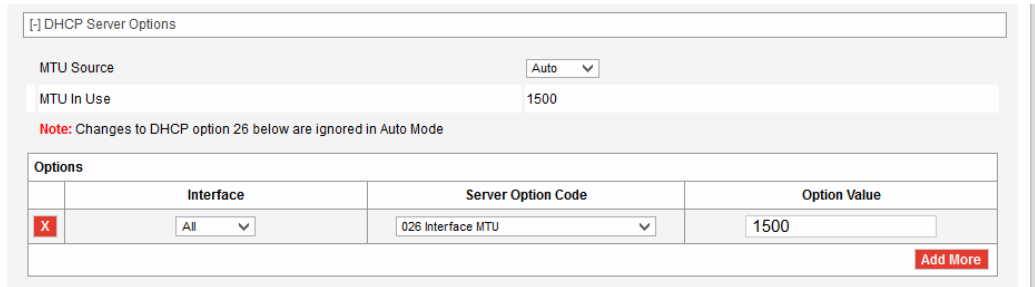 [-] DHCP Server Options
MTU Source Auto
MTU In Use 1500
Note: Changes to DHCP option 26 below are ignored in Auto Mode
Options
Interface Server Option Code Option Value
X All 026 Interface MTU 1500
Add More